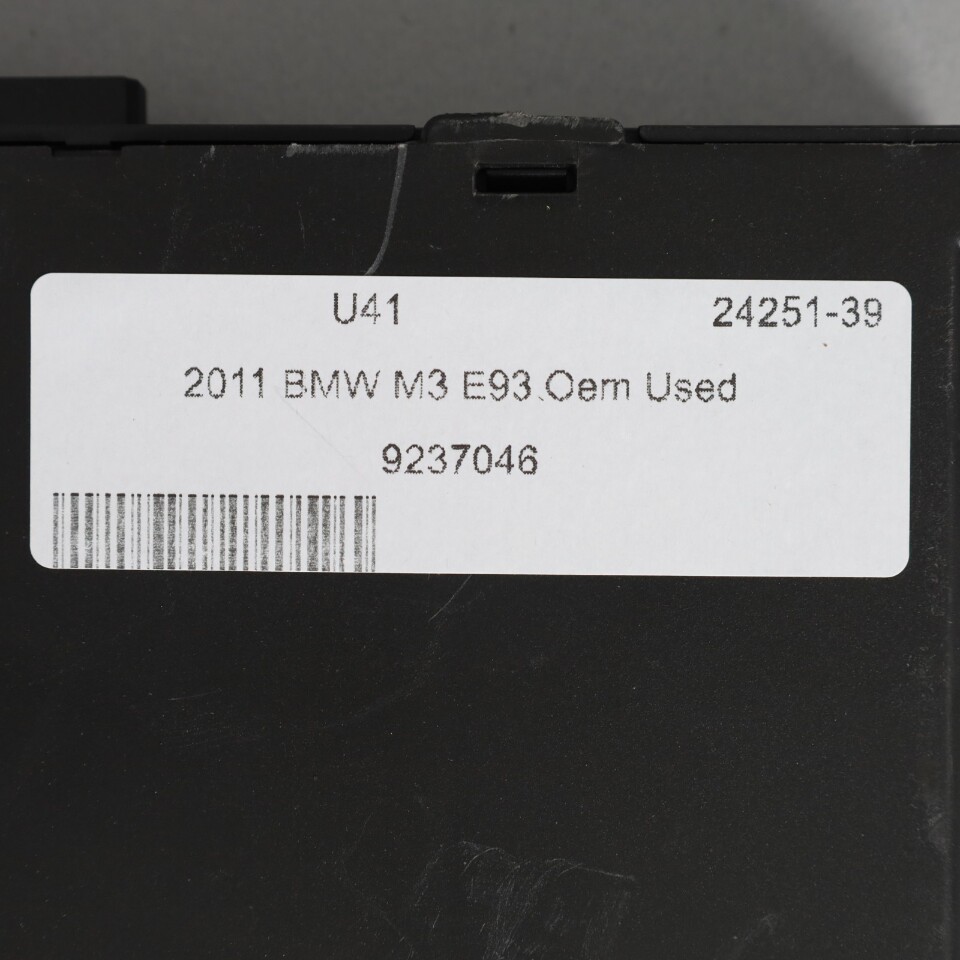 U41 24251-39
2011 BMW M3 E93 Oem Used
9237046